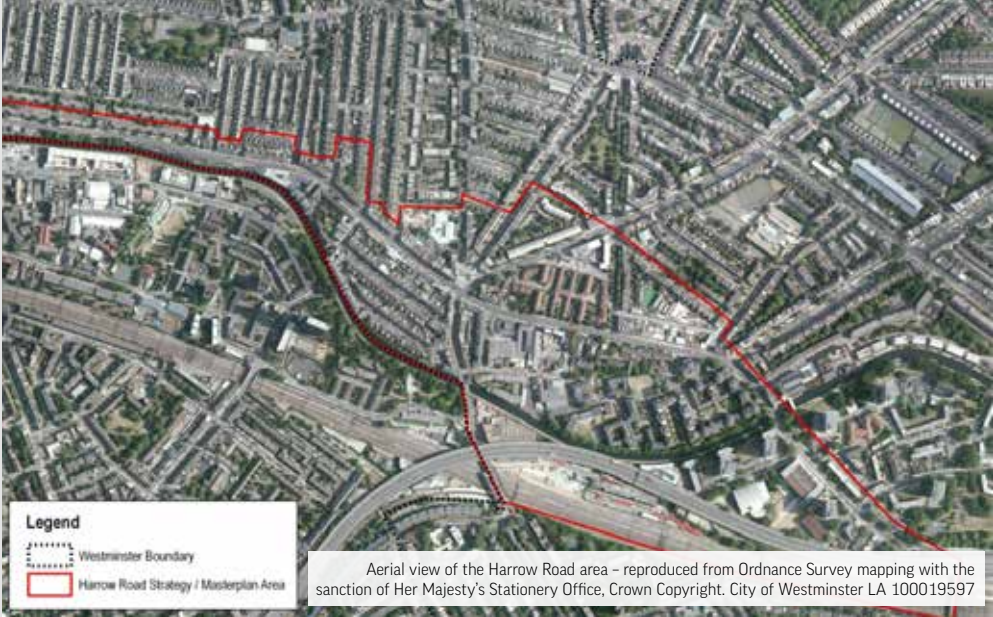 Legend
Westminster Boundary
Harrow Road Strategy / Masterplan Area
Aerial view of the Harrow Road area – reproduced from Ordnance Survey mapping with the
sanction of Her Majesty's Stationery Office, Crown Copyright. City of Westminster LA 100019597